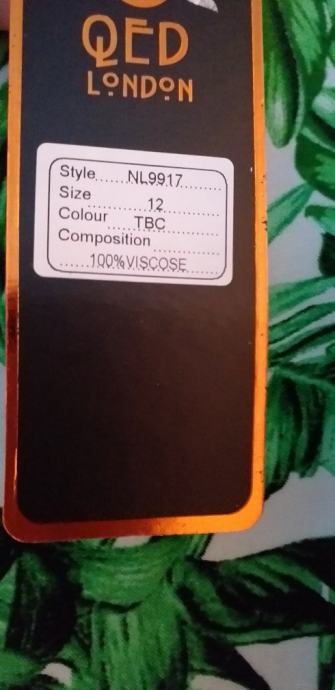 QED
LONDON
Style NL9917
Size 12
Colour TBC
Composition
100%VISCOSE